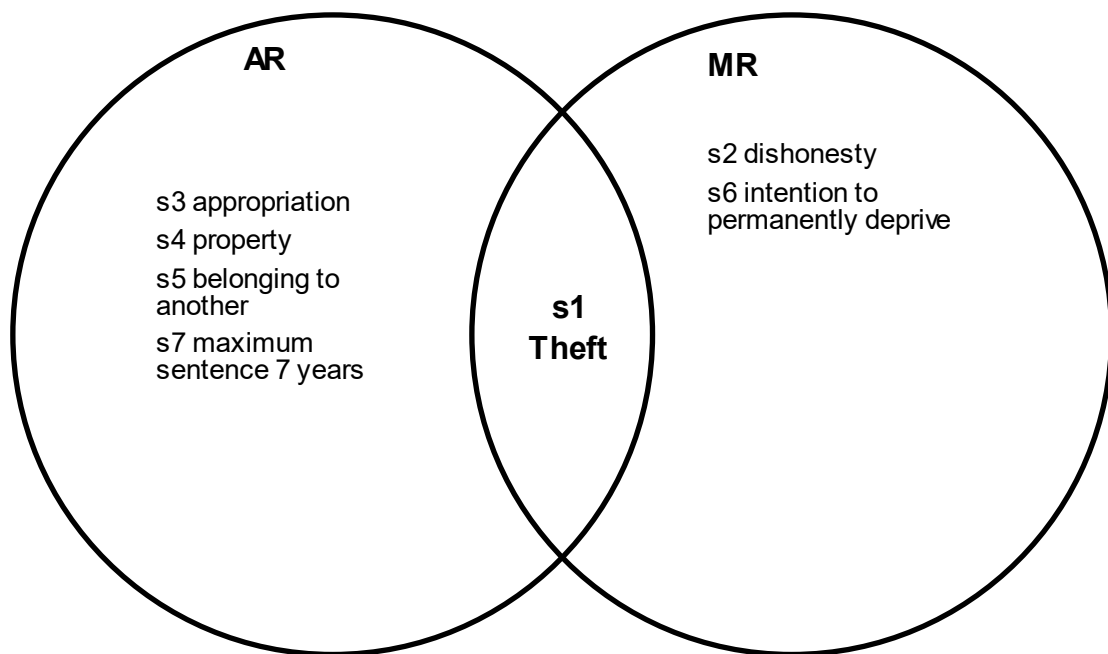 AR
s3 appropriation
s4 property
s5 belonging to
another
s7 maximum
sentence 7 years
s1
Theft
MR
s2 dishonesty
s6 intention to
permanently deprive